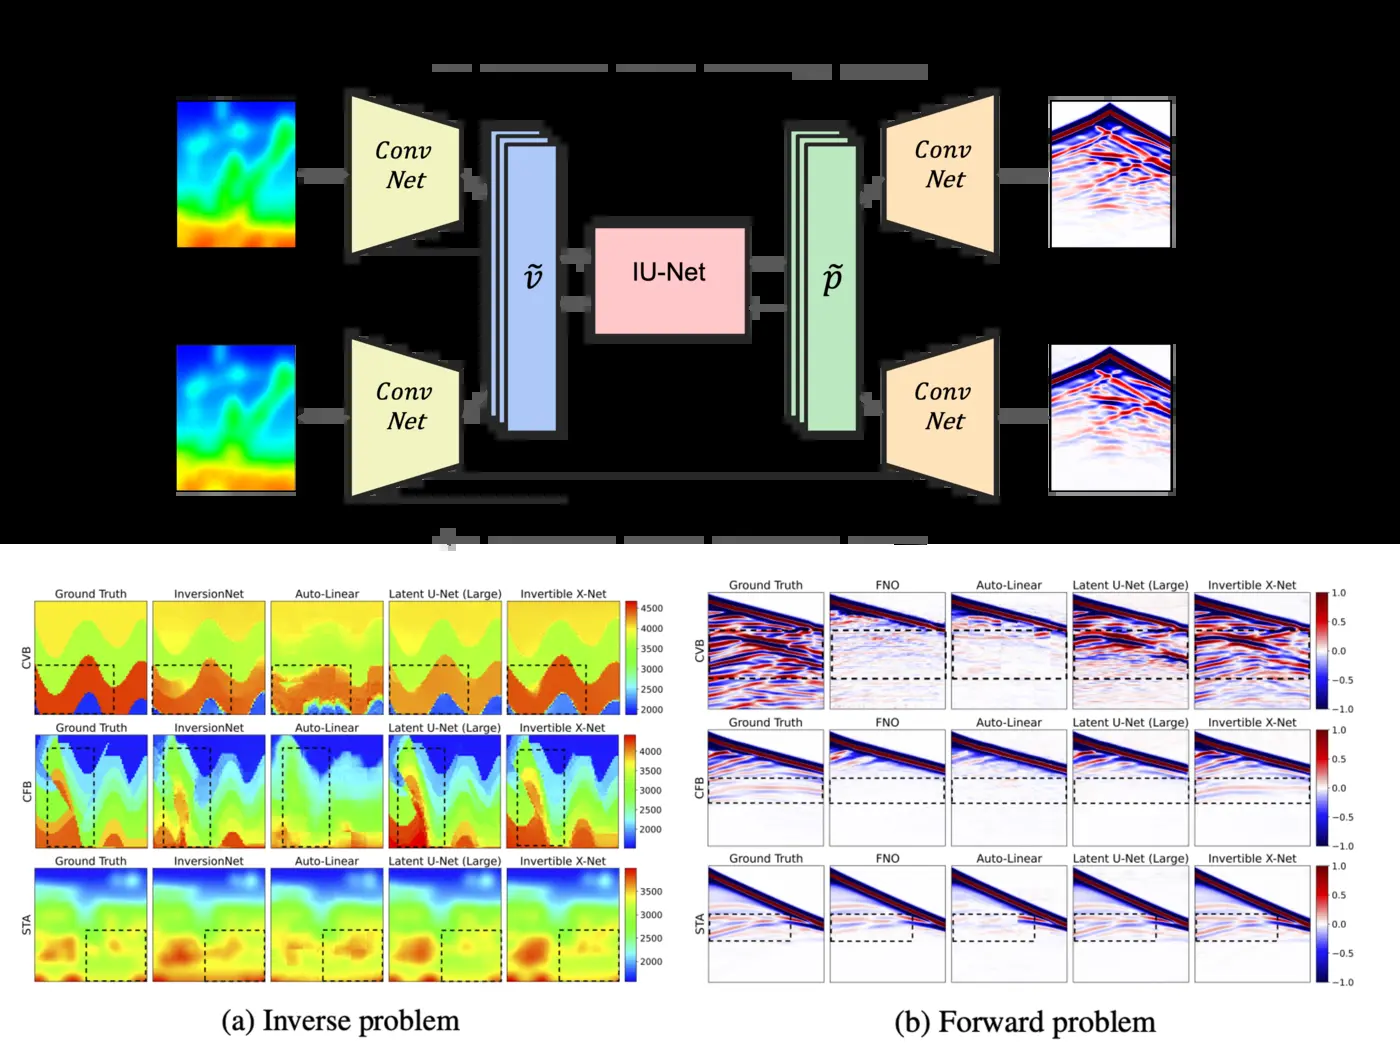 Conv
Net
Conv
Net
ṽ
IU-Net
p̃
Conv
Net
Conv
Net
Ground Truth InversionNet Auto-Linear Latent U-Net (Large) Invertible X-Net
CVB
4500
4000
3500
3000
2500
2000
Ground Truth InversionNet Auto-Linear Latent U-Net (Large) Invertible X-Net
CFB
4000
3500
3000
2500
2000
Ground Truth InversionNet Auto-Linear Latent U-Net (Large) Invertible X-Net
STA
3500
3000
2500
2000
(a) Inverse problem
Ground Truth FNO Auto-Linear Latent U-Net (Large) Invertible X-Net
CVB
1.0
0.5
0.0
−0.5
−1.0
Ground Truth FNO Auto-Linear Latent U-Net (Large) Invertible X-Net
CFB
1.0
0.5
0.0
−0.5
−1.0
Ground Truth FNO Auto-Linear Latent U-Net (Large) Invertible X-Net
STA
1.0
0.5
0.0
−0.5
−1.0
(b) Forward problem